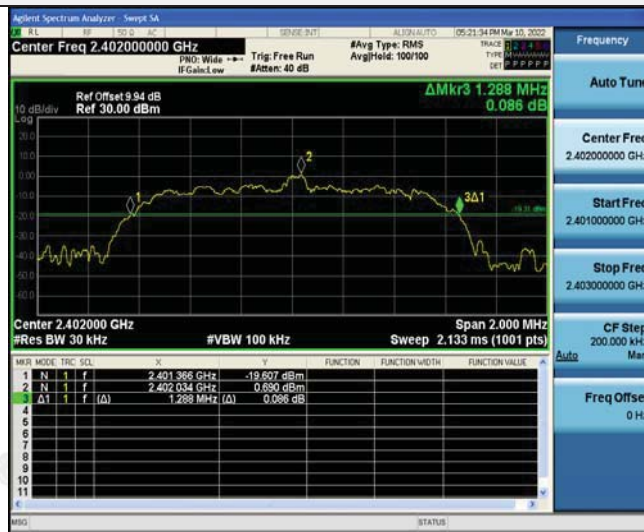 Agilent Spectrum Analyzer - Swept SA
RL RF 50 Ω AC SENSE:INT ALIGN AUTO 05:21:34 PM Mar 10, 2022
Center Freq 2.402000000 GHz
PNO: Wide
IFGain:Low
Trig: Free Run
#Atten: 40 dB
#Avg Type: RMS
Avg|Hold: 100/100
TRACE 1 2 3 4 5 6
TYPE
DET P P P P P P
Ref Offset 9.94 dB
Ref 30.00 dBm
10 dB/div
Log
ΔMkr3 1.288 MHz
0.086 dB
20.0
10.0
0.00
-10.0
-20.0
-30.0
-40.0
-50.0
-60.0
1
2
3Δ1
-19.31 dBm
Center 2.402000 GHz
Span 2.000 MHz
#Res BW 30 kHz
#VBW 100 kHz
Sweep 2.133 ms (1001 pts)
MKR MODE TRC SCL X Y FUNCTION FUNCTION WIDTH FUNCTION VALUE
1 N 1 f 2.401 366 GHz -19.607 dBm
2 N 1 f 2.402 034 GHz 0.690 dBm
3 Δ1 1 f (Δ) 1.288 MHz (Δ) 0.086 dB
4
5
6
7
8
9
10
11
MSG
STATUS
Frequency
Auto Tune
Center Freq
2.402000000 GHz
Start Freq
2.401000000 GHz
Stop Freq
2.403000000 GHz
CF Step
200.000 kHz
Auto Man
Freq Offset
0 Hz